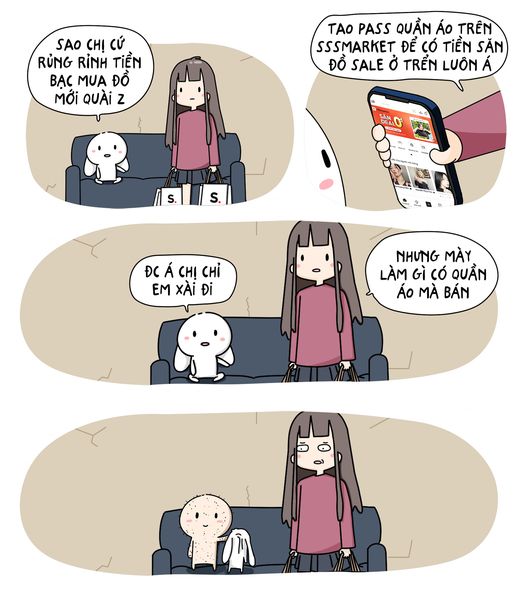 SAO CHỊ CỨ
RỦNG RỈNH TIỀN
BẠC MUA ĐỒ
MỚI QUÀI Z
TAO PASS QUẦN ÁO TRÊN
SSSMARKET ĐỂ CÓ TIỀN SĂN
ĐỒ SALE Ở TRỂN LUÔN Á
SĂN
DEAL
S.
S.
ĐC Á CHỊ CHỈ
EM XÀI ĐI
NHƯNG MÀY
LÀM GÌ CÓ QUẦN
ÁO MÀ BÁN